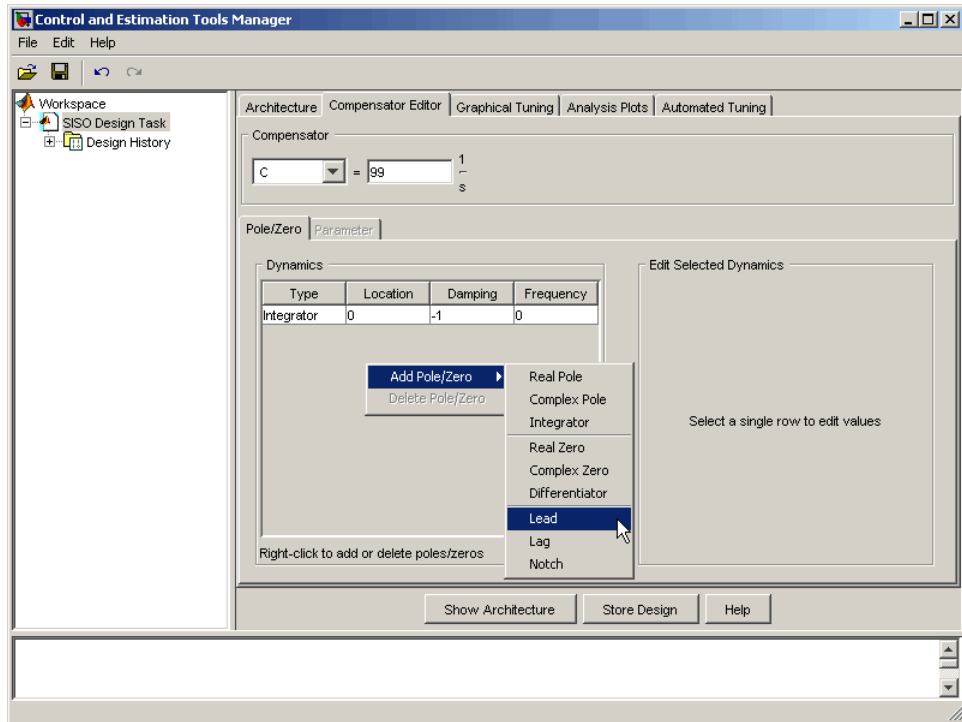 Control and Estimation Tools Manager
File Edit Help
Workspace
SISO Design Task
Design History
Architecture Compensator Editor Graphical Tuning Analysis Plots Automated Tuning
Compensator
C = 99 1
s
Pole/Zero Parameter
Dynamics
Type Location Damping Frequency
Integrator 0 -1 0
Add Pole/Zero
Delete Pole/Zero
Real Pole
Complex Pole
Integrator
Real Zero
Complex Zero
Differentiator
Lead
Lag
Notch
Right-click to add or delete poles/zeros
Edit Selected Dynamics
Select a single row to edit values
Show Architecture Store Design Help